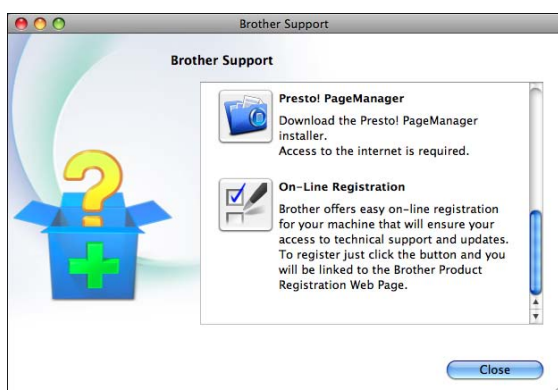 Brother Support
Brother Support
Presto! PageManager
Download the Presto! PageManager
installer.
Access to the internet is required.
On-Line Registration
Brother offers easy on-line registration
for your machine that will ensure your
access to technical support and updates.
To register just click the button and you
will be linked to the Brother Product
Registration Web Page.
Close